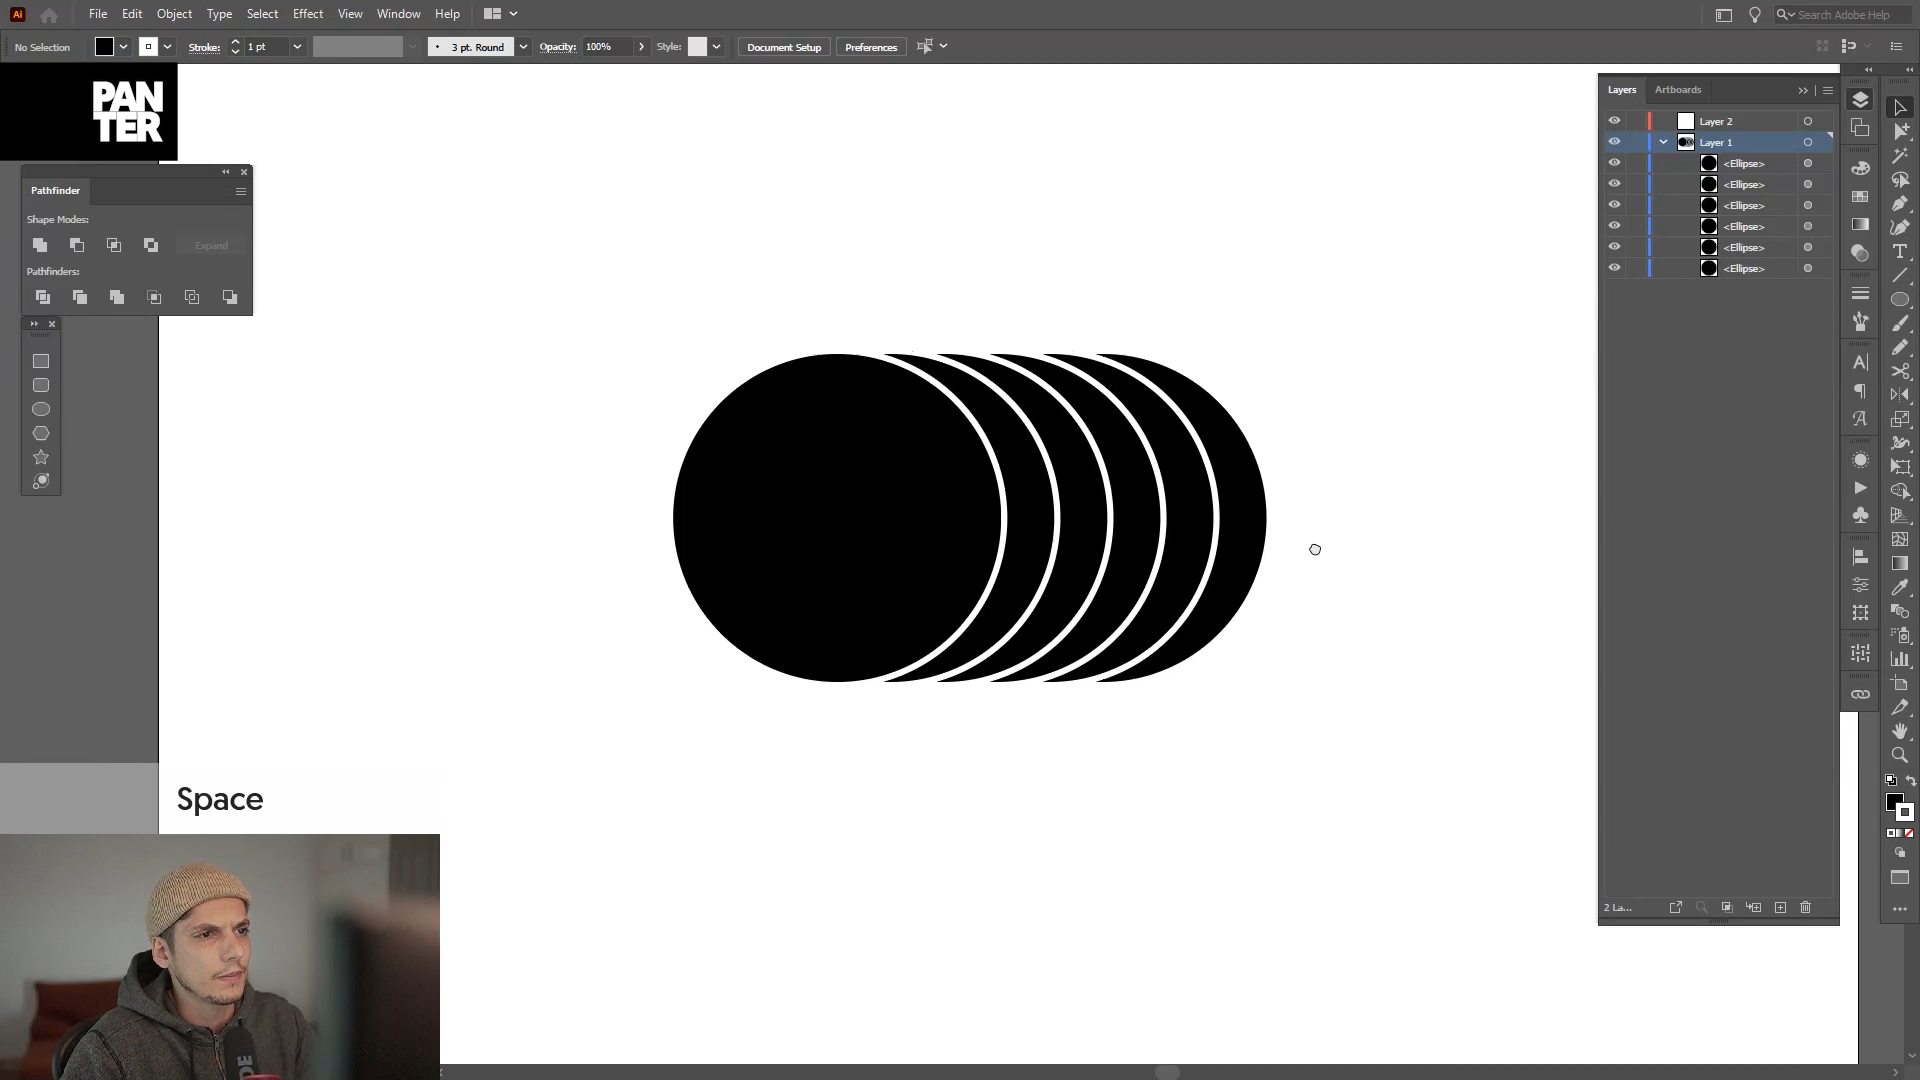 Ai File Edit Object Type Select Effect View Window Help Search Adobe Help
No Selection Stroke: 1 pt 3 pt. Round Opacity: 100% Style: Document Setup Preferences
PAN
TER
Pathfinder
Shape Modes:
Expand
Pathfinders:
Layers Artboards
Layer 2
Layer 1
<Ellipse>
<Ellipse>
<Ellipse>
<Ellipse>
<Ellipse>
<Ellipse>
2 La...
Space